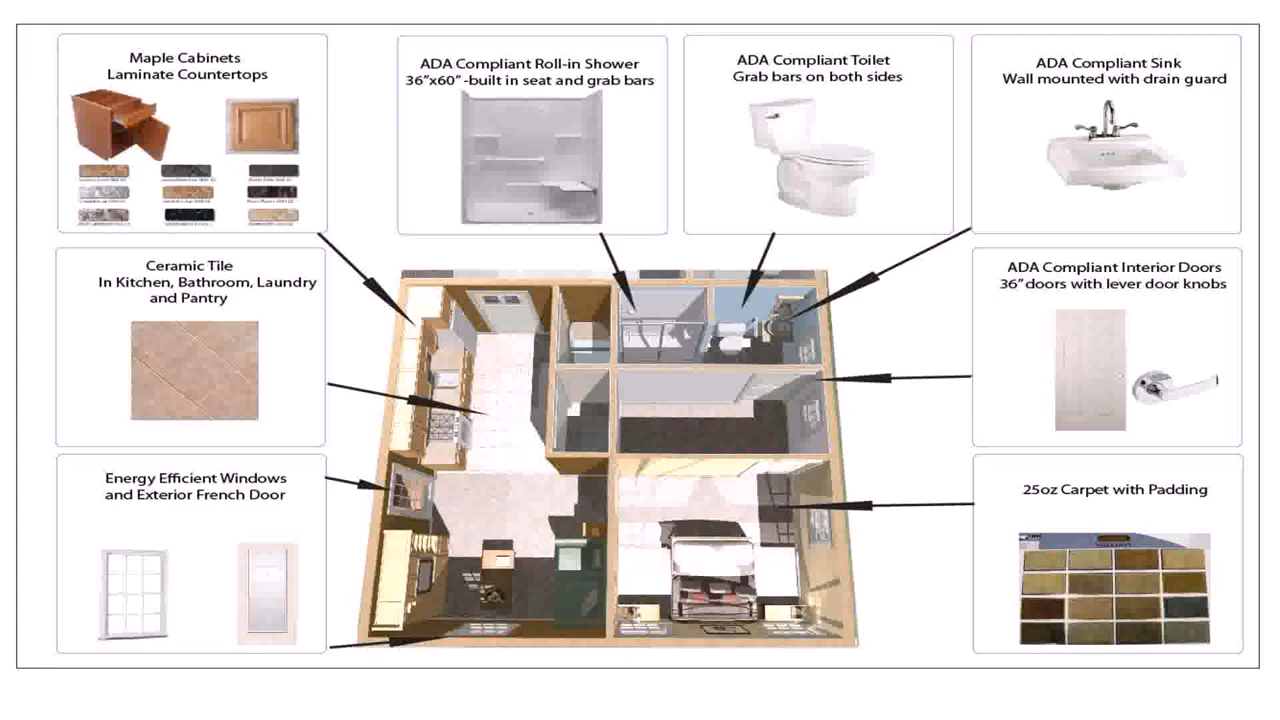 Maple Cabinets
Laminate Countertops
ADA Compliant Roll-in Shower
36”x60” -built in seat and grab bars
ADA Compliant Toilet
Grab bars on both sides
ADA Compliant Sink
Wall mounted with drain guard
Ceramic Tile
In Kitchen, Bathroom, Laundry
and Pantry
ADA Compliant Interior Doors
36” doors with lever door knobs
Energy Efficient Windows
and Exterior French Door
25oz Carpet with Padding